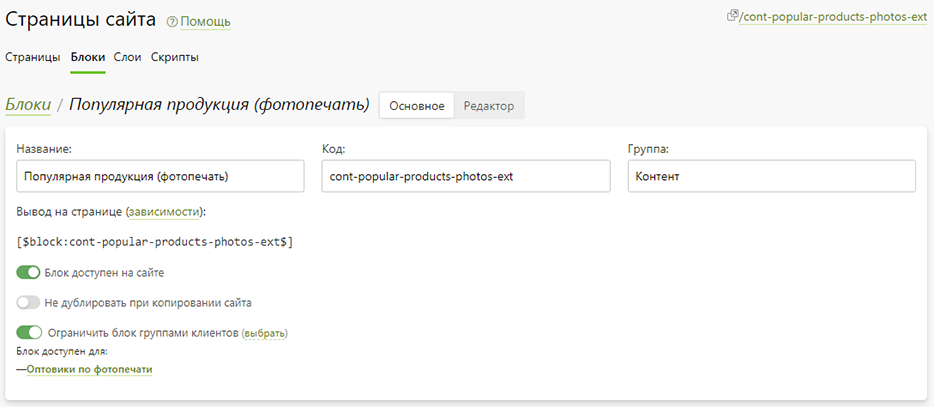 Страницы сайта ? Помощь /cont-popular-products-photos-ext
Страницы Блоки Слои Скрипты
Блоки / Популярная продукция (фотопечать) Основное Редактор
Название: Код: Группа:
Популярная продукция (фотопечать) cont-popular-products-photos-ext Контент
Вывод на странице (зависимости):
[$block:cont-popular-products-photos-ext$]
Блок доступен на сайте
Не дублировать при копировании сайта
Ограничить блок группами клиентов (выбрать)
Блок доступен для:
—Оптовики по фотопечати